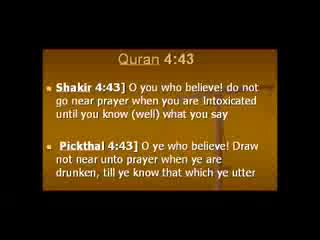 Quran 4:43
Shakir 4:43] O you who believe! do not
go near prayer when you are Intoxicated
until you know (well) what you say
Pickthal 4:43] O ye who believe! Draw
not near unto prayer when ye are
drunken, till ye know that which ye utter